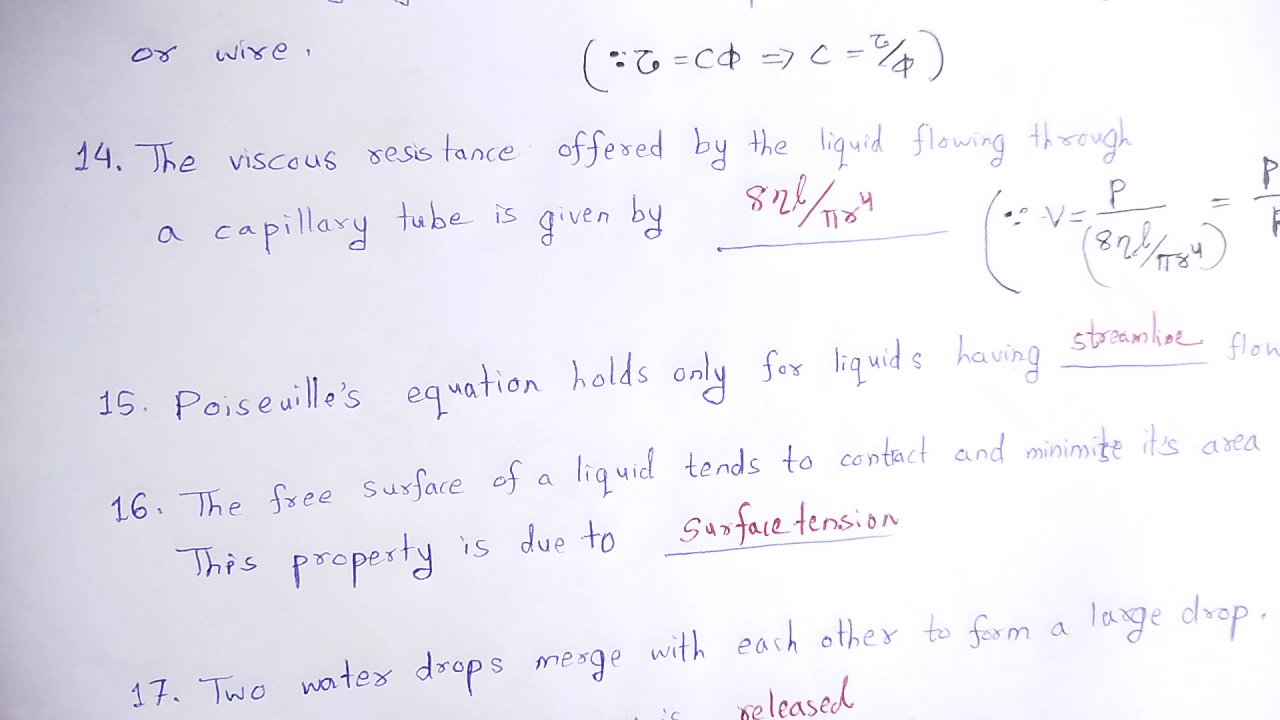 or wire. (∵ τ = CΦ ⇒ C = τ/Φ)
14. The viscous resistance offered by the liquid flowing through
a capillary tube is given by 8ηl/πr⁴ (∵ V = P/(8ηl/πr⁴) = P
15. Poiseuille's equation holds only for liquids having streamline flow
16. The free surface of a liquid tends to contact and minimize it's area
This property is due to Surface tension
17. Two water drops merge with each other to form a large drop.
is released